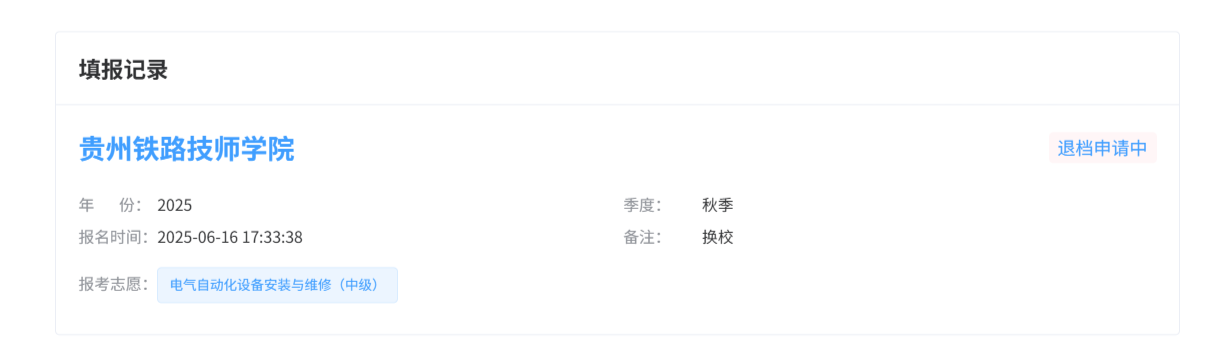 填报记录
贵州铁路技师学院 退档申请中
年 份： 2025 季度： 秋季
报名时间：2025-06-16 17:33:38 备注： 换校
报考志愿： 电气自动化设备安装与维修（中级）